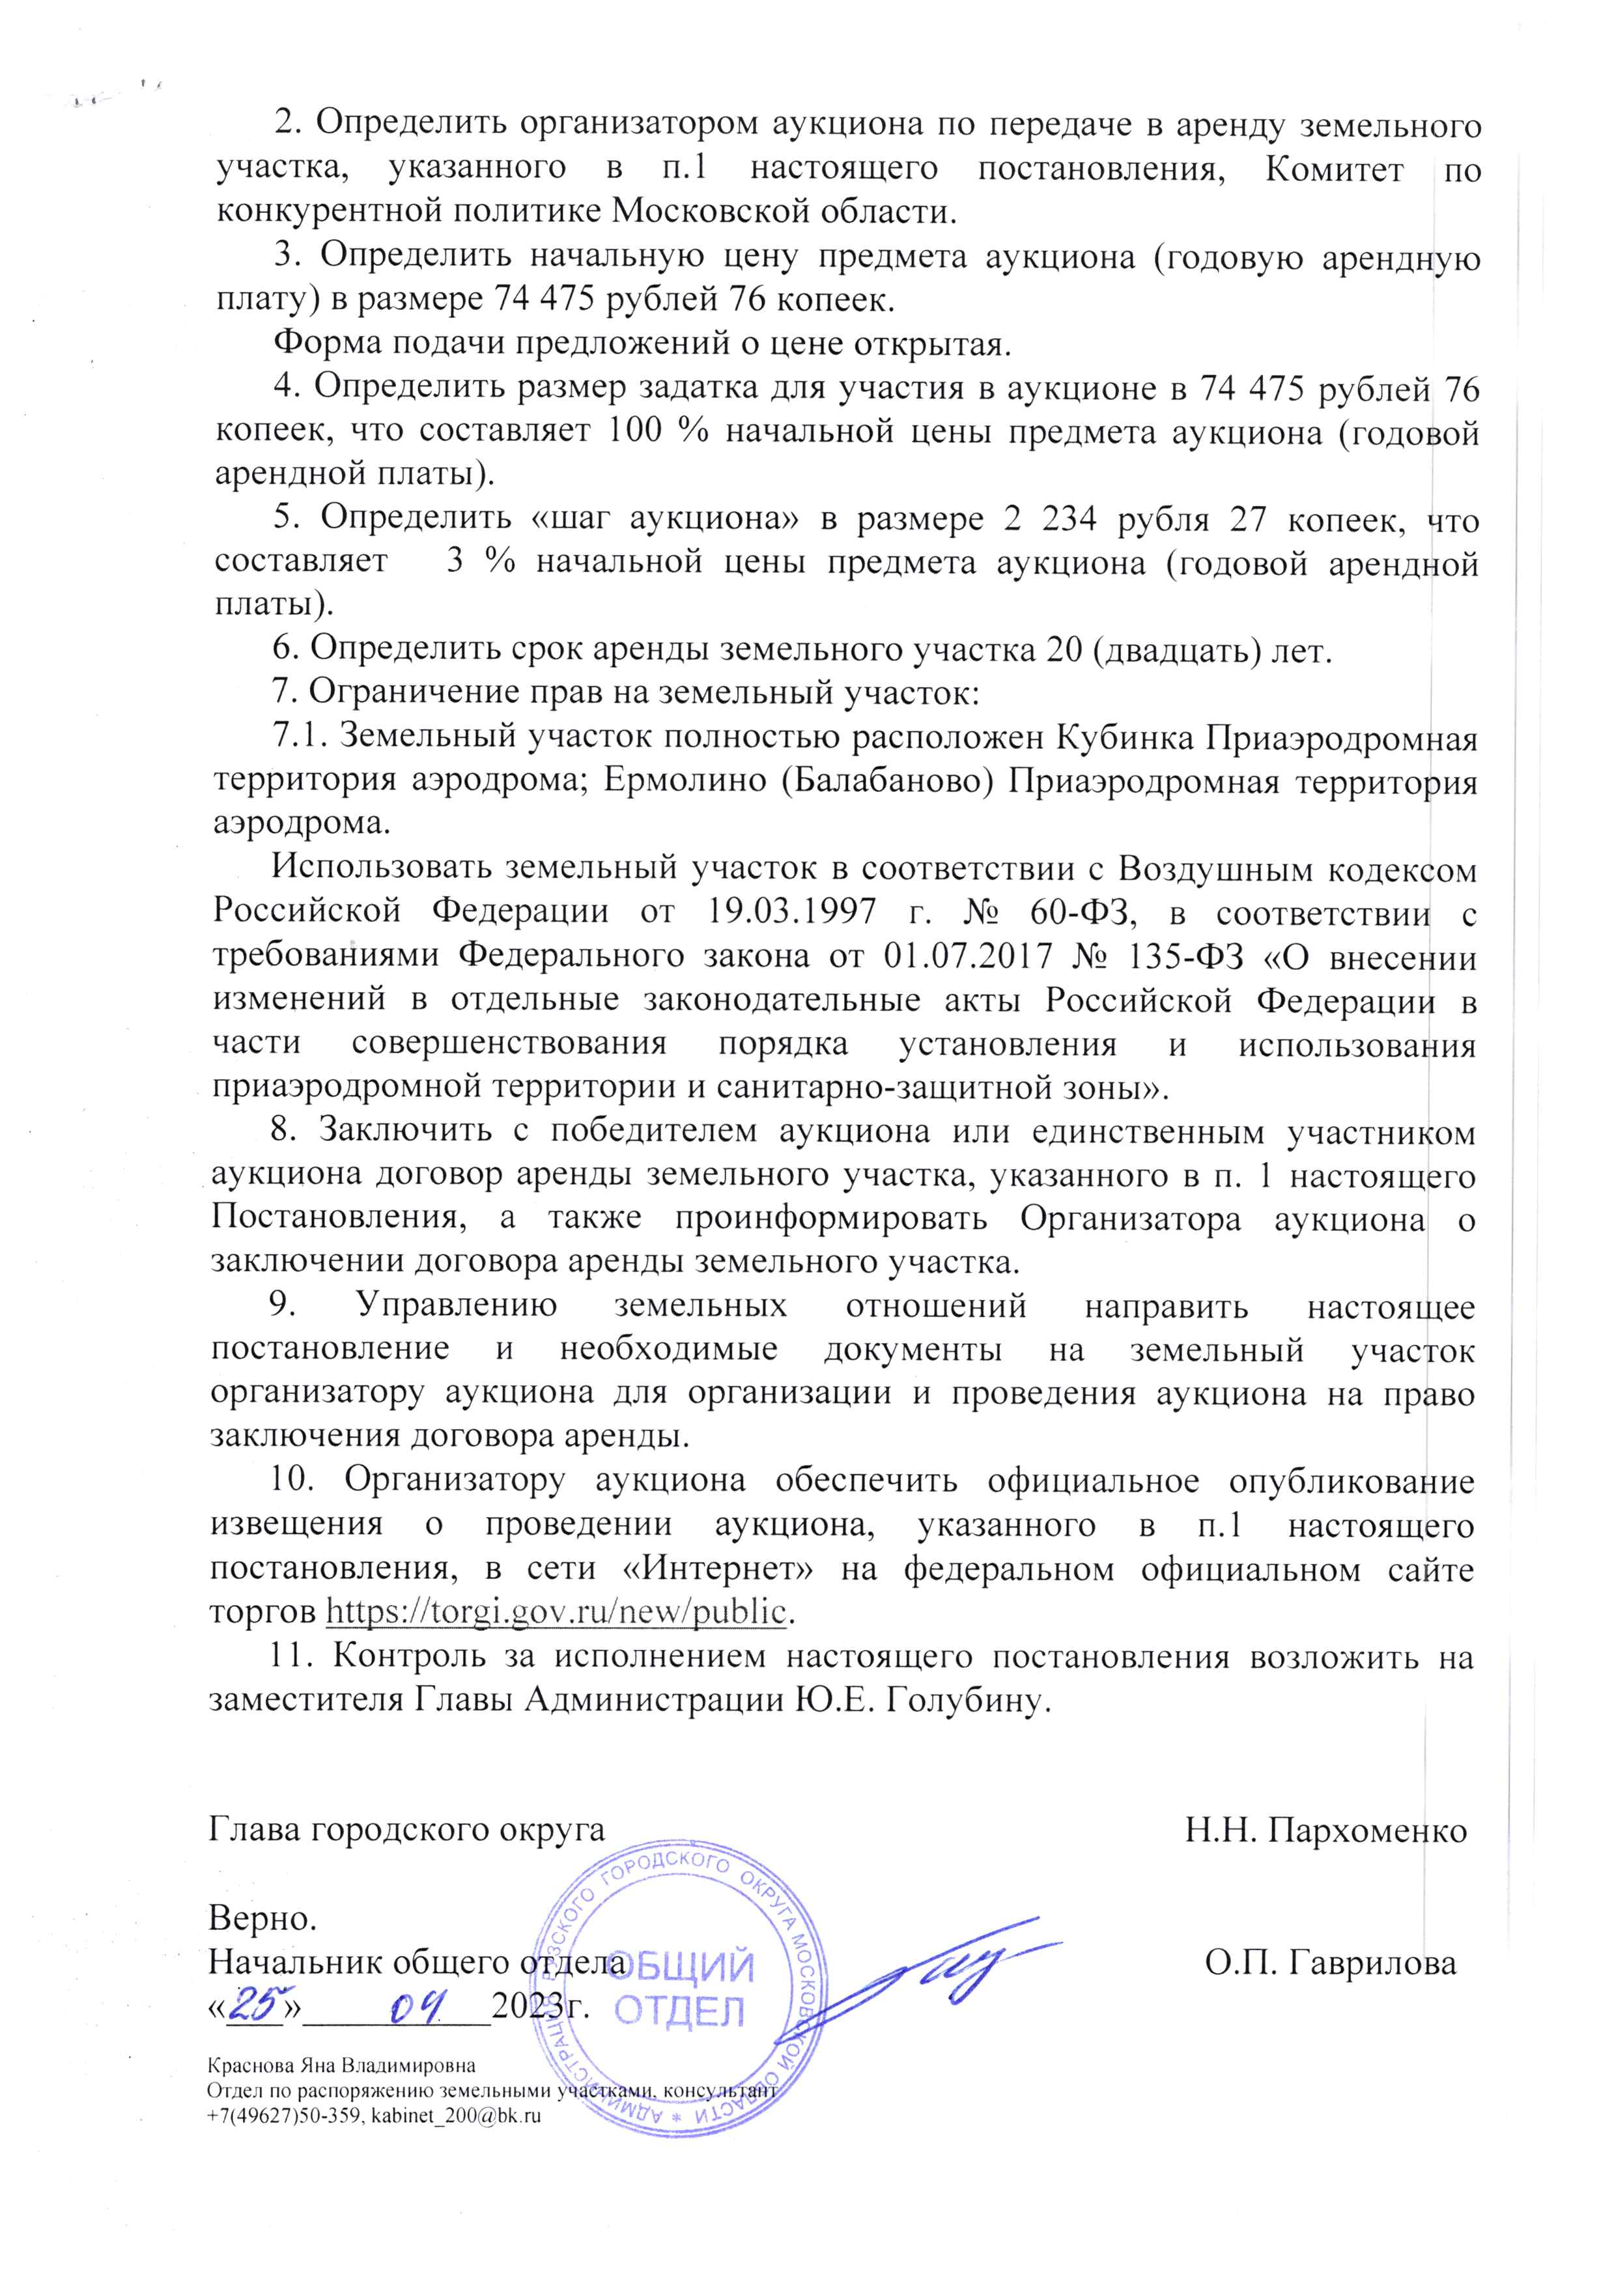 2. Определить организатором аукциона по передаче в аренду земельного
участка, указанного в п.1 настоящего постановления, Комитет по
конкурентной политике Московской области.
3. Определить начальную цену предмета аукциона (годовую арендную
плату) в размере 74 475 рублей 76 копеек.
Форма подачи предложений о цене открытая.
4. Определить размер задатка для участия в аукционе в 74 475 рублей 76
копеек, что составляет 100 % начальной цены предмета аукциона (годовой
арендной платы).
5. Определить «шаг аукциона» в размере 2 234 рубля 27 копеек, что
составляет 3 % начальной цены предмета аукциона (годовой арендной
платы).
6. Определить срок аренды земельного участка 20 (двадцать) лет.
7. Ограничение прав на земельный участок:
7.1. Земельный участок полностью расположен Кубинка Приаэродромная
территория аэродрома; Ермолино (Балабаново) Приаэродромная территория
аэродрома.
Использовать земельный участок в соответствии с Воздушным кодексом
Российской Федерации от 19.03.1997 г. № 60-ФЗ, в соответствии с
требованиями Федерального закона от 01.07.2017 № 135-ФЗ «О внесении
изменений в отдельные законодательные акты Российской Федерации в
части совершенствования порядка установления и использования
приаэродромной территории и санитарно-защитной зоны».
8. Заключить с победителем аукциона или единственным участником
аукциона договор аренды земельного участка, указанного в п. 1 настоящего
Постановления, а также проинформировать Организатора аукциона о
заключении договора аренды земельного участка.
9. Управлению земельных отношений направить настоящее
постановление и необходимые документы на земельный участок
организатору аукциона для организации и проведения аукциона на право
заключения договора аренды.
10. Организатору аукциона обеспечить официальное опубликование
извещения о проведении аукциона, указанного в п.1 настоящего
постановления, в сети «Интернет» на федеральном официальном сайте
торгов https://torgi.gov.ru/new/public.
11. Контроль за исполнением настоящего постановления возложить на
заместителя Главы Администрации Ю.Е. Голубину.
Глава городского округа Н.Н. Пархоменко
Верно.
Начальник общего отдела О.П. Гаврилова
«25» 04 2023г.
АДМИНИСТРАЦИЯ РУЗСКОГО ГОРОДСКОГО ОКРУГА МОСКОВСКОЙ ОБЛАСТИ *
ОБЩИЙ
ОТДЕЛ
Краснова Яна Владимировна
Отдел по распоряжению земельными участками, консультант
+7(49627)50-359, kabinet_200@bk.ru